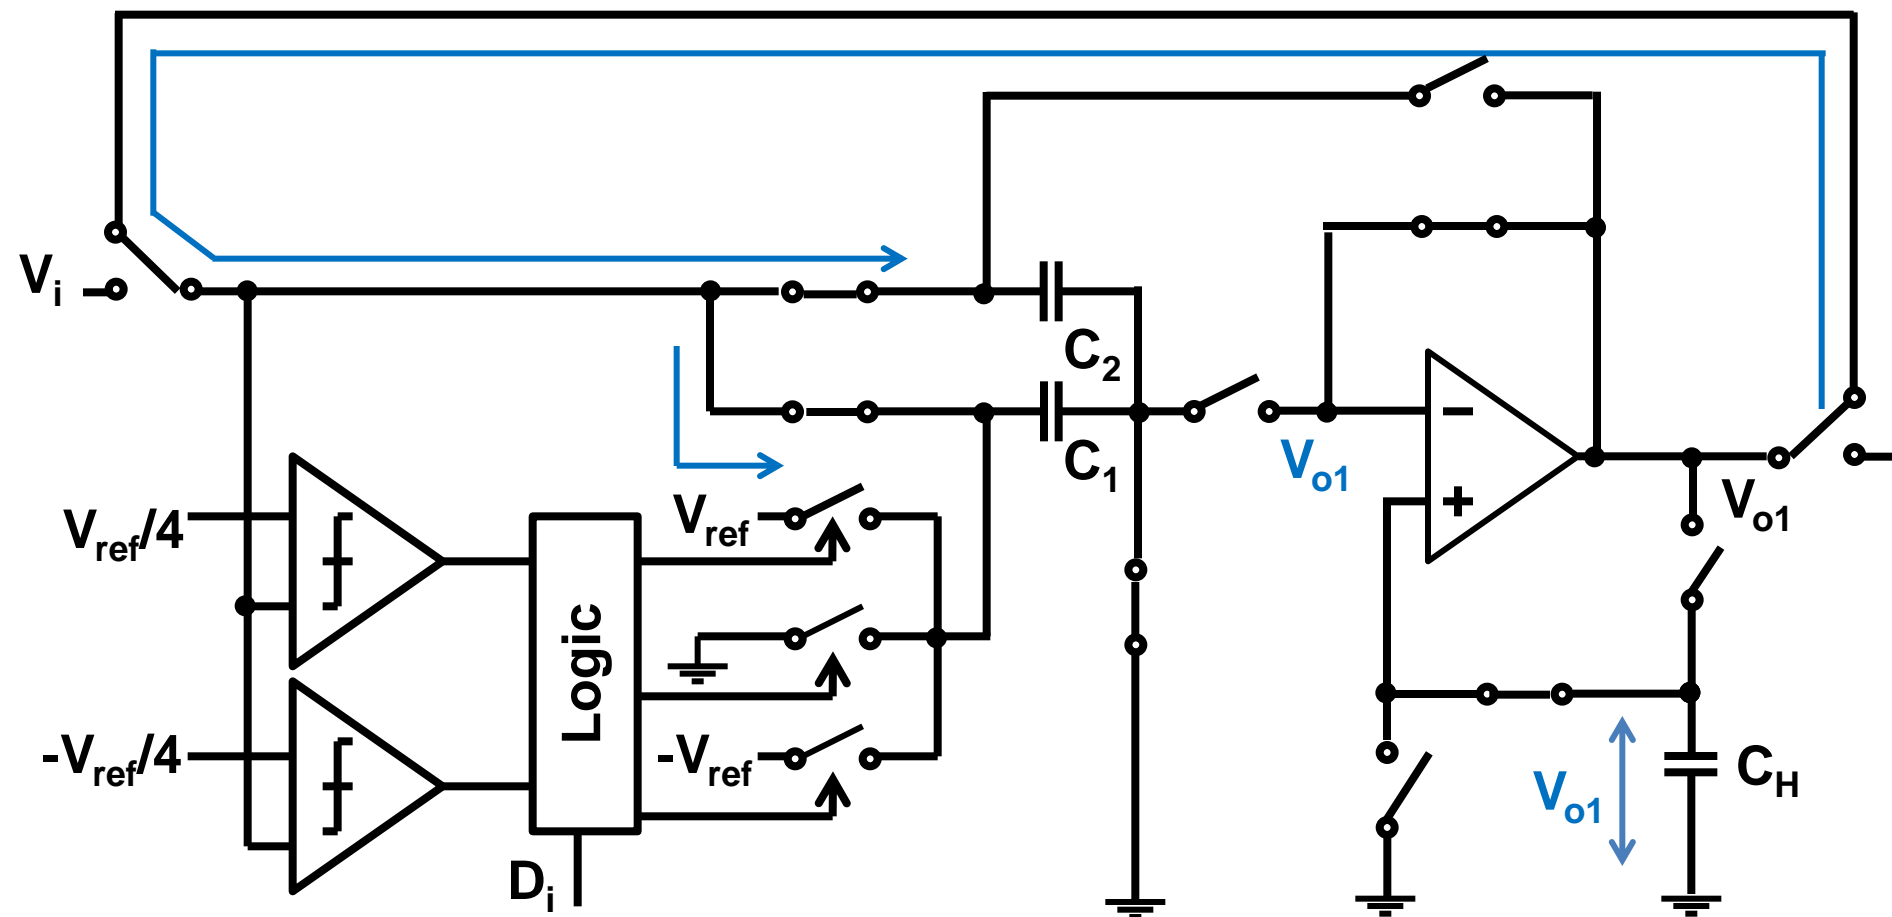 Vi
C2
C1
Vo1
Vref/4
Vref
Vo1
Logic
-Vref/4
-Vref
Vo1
CH
Di